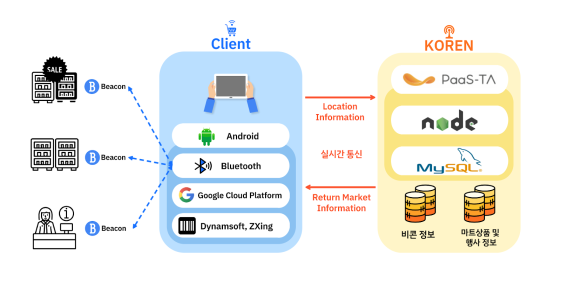 Client
KOREN
SALE
B Beacon
B Beacon
B Beacon
Android
Bluetooth
Google Cloud Platform
Dynamsoft, ZXing
Location
Information
실시간 통신
Return Market
Information
PaaS-TA
node
MySQL
비콘 정보
마트상품 및
행사 정보